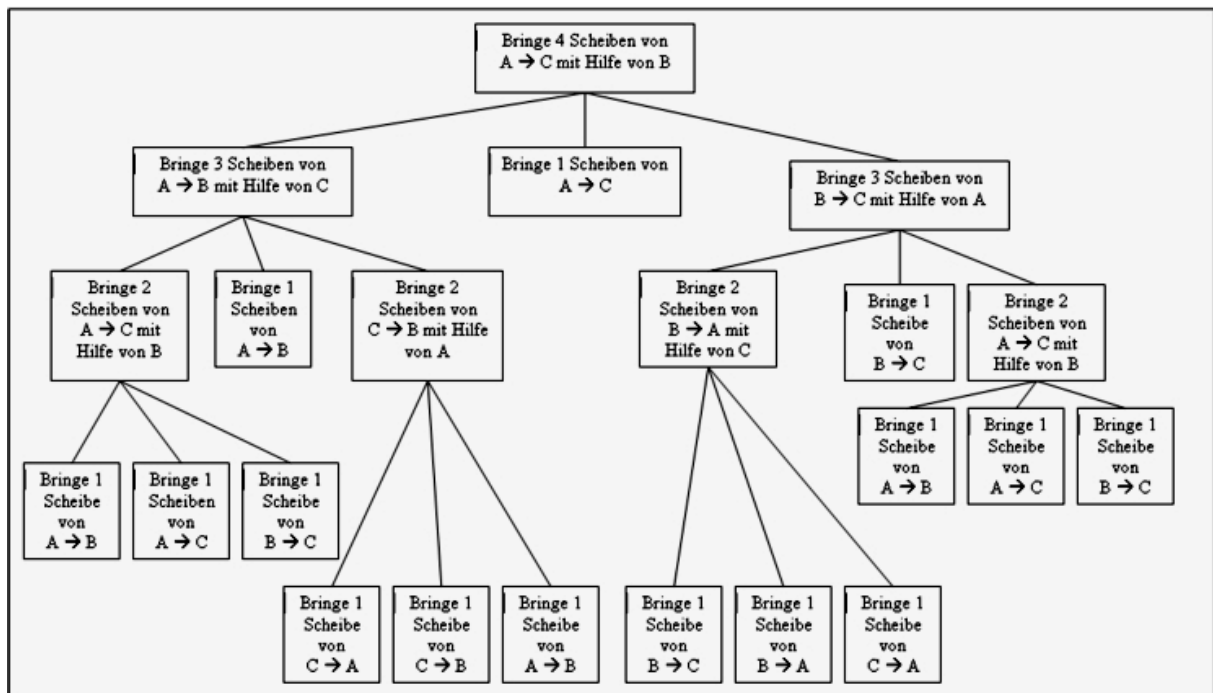 Bringe 4 Scheiben von
A → C mit Hilfe von B
Bringe 3 Scheiben von
A → B mit Hilfe von C
Bringe 1 Scheiben von
A → C
Bringe 3 Scheiben von
B → C mit Hilfe von A
Bringe 2
Scheiben von
A → C mit
Hilfe von B
Bringe 1
Scheiben
von
A → B
Bringe 2
Scheiben von
C → B mit Hilfe
von A
Bringe 2
Scheiben von
B → A mit
Hilfe von C
Bringe 1
Scheibe
von
B → C
Bringe 2
Scheiben von
A → C mit
Hilfe von B
Bringe 1
Scheibe
von
A → B
Bringe 1
Scheibe
von
A → C
Bringe 1
Scheibe
von
B → C
Bringe 1
Scheibe
von
A → B
Bringe 1
Scheiben
von
A → C
Bringe 1
Scheibe
von
B → C
Bringe 1
Scheibe
von
C → A
Bringe 1
Scheibe
von
C → B
Bringe 1
Scheibe
von
A → B
Bringe 1
Scheibe
von
B → C
Bringe 1
Scheibe
von
B → A
Bringe 1
Scheibe
von
C → A